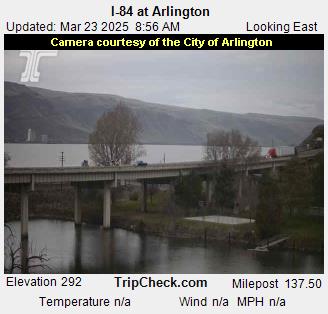 I-84 at Arlington
Updated: Mar 23 2025 8:56 AM Looking East
Camera courtesy of the City of Arlington
Elevation 292 TripCheck.com Milepost 137.50
Temperature n/a Wind n/a MPH n/a